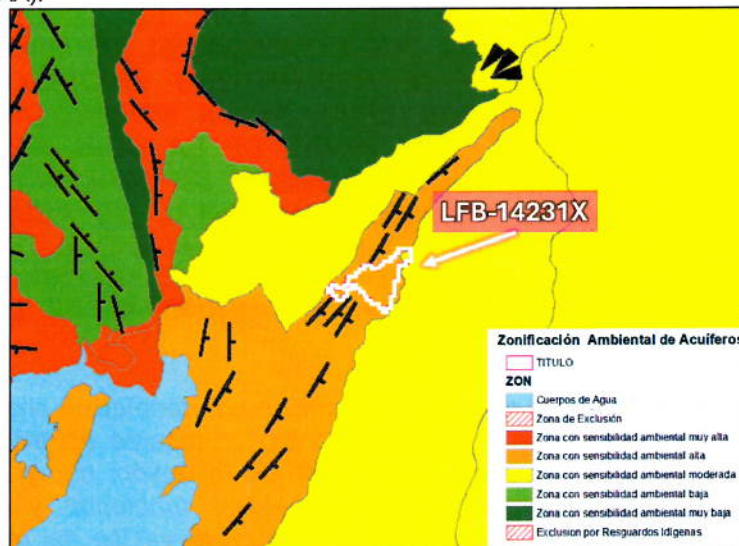 LFB-14231X
Zonificación Ambiental de Acuíferos
TITULO
ZON
Cuerpos de Agua
Zona de Exclusión
Zona con sensibilidad ambiental muy alta
Zona con sensibilidad ambiental alta
Zona con sensibilidad ambiental moderada
Zona con sensibilidad ambiental baja
Zona con sensibilidad ambiental muy baja
Exclusion por Resguardos Idigenas